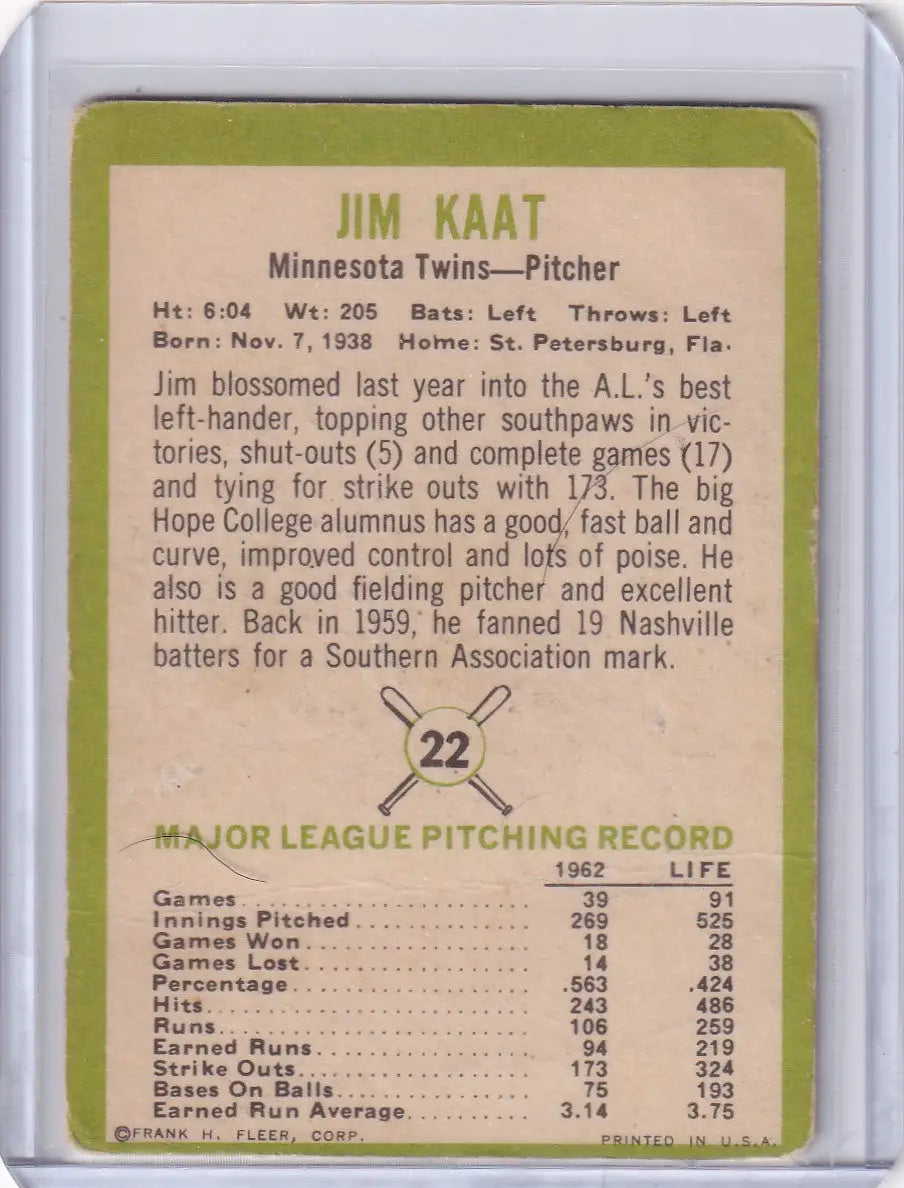 JIM KAAT
Minnesota Twins—Pitcher
Ht: 6:04 Wt: 205 Bats: Left Throws: Left
Born: Nov. 7, 1938 Home: St. Petersburg, Fla.
Jim blossomed last year into the A.L.'s best
left-hander, topping other southpaws in vic-
tories, shut-outs (5) and complete games (17)
and tying for strike outs with 173. The big
Hope College alumnus has a good, fast ball and
curve, improved control and lots of poise. He
also is a good fielding pitcher and excellent
hitter. Back in 1959, he fanned 19 Nashville
batters for a Southern Association mark.
22
MAJOR LEAGUE PITCHING RECORD
1962 LIFE
Games 39 91
Innings Pitched 269 525
Games Won 18 28
Games Lost 14 38
Percentage .563 .424
Hits 243 486
Runs 106 259
Earned Runs 94 219
Strike Outs 173 324
Bases On Balls 75 193
Earned Run Average 3.14 3.75
©FRANK H. FLEER, CORP. PRINTED IN U.S.A.